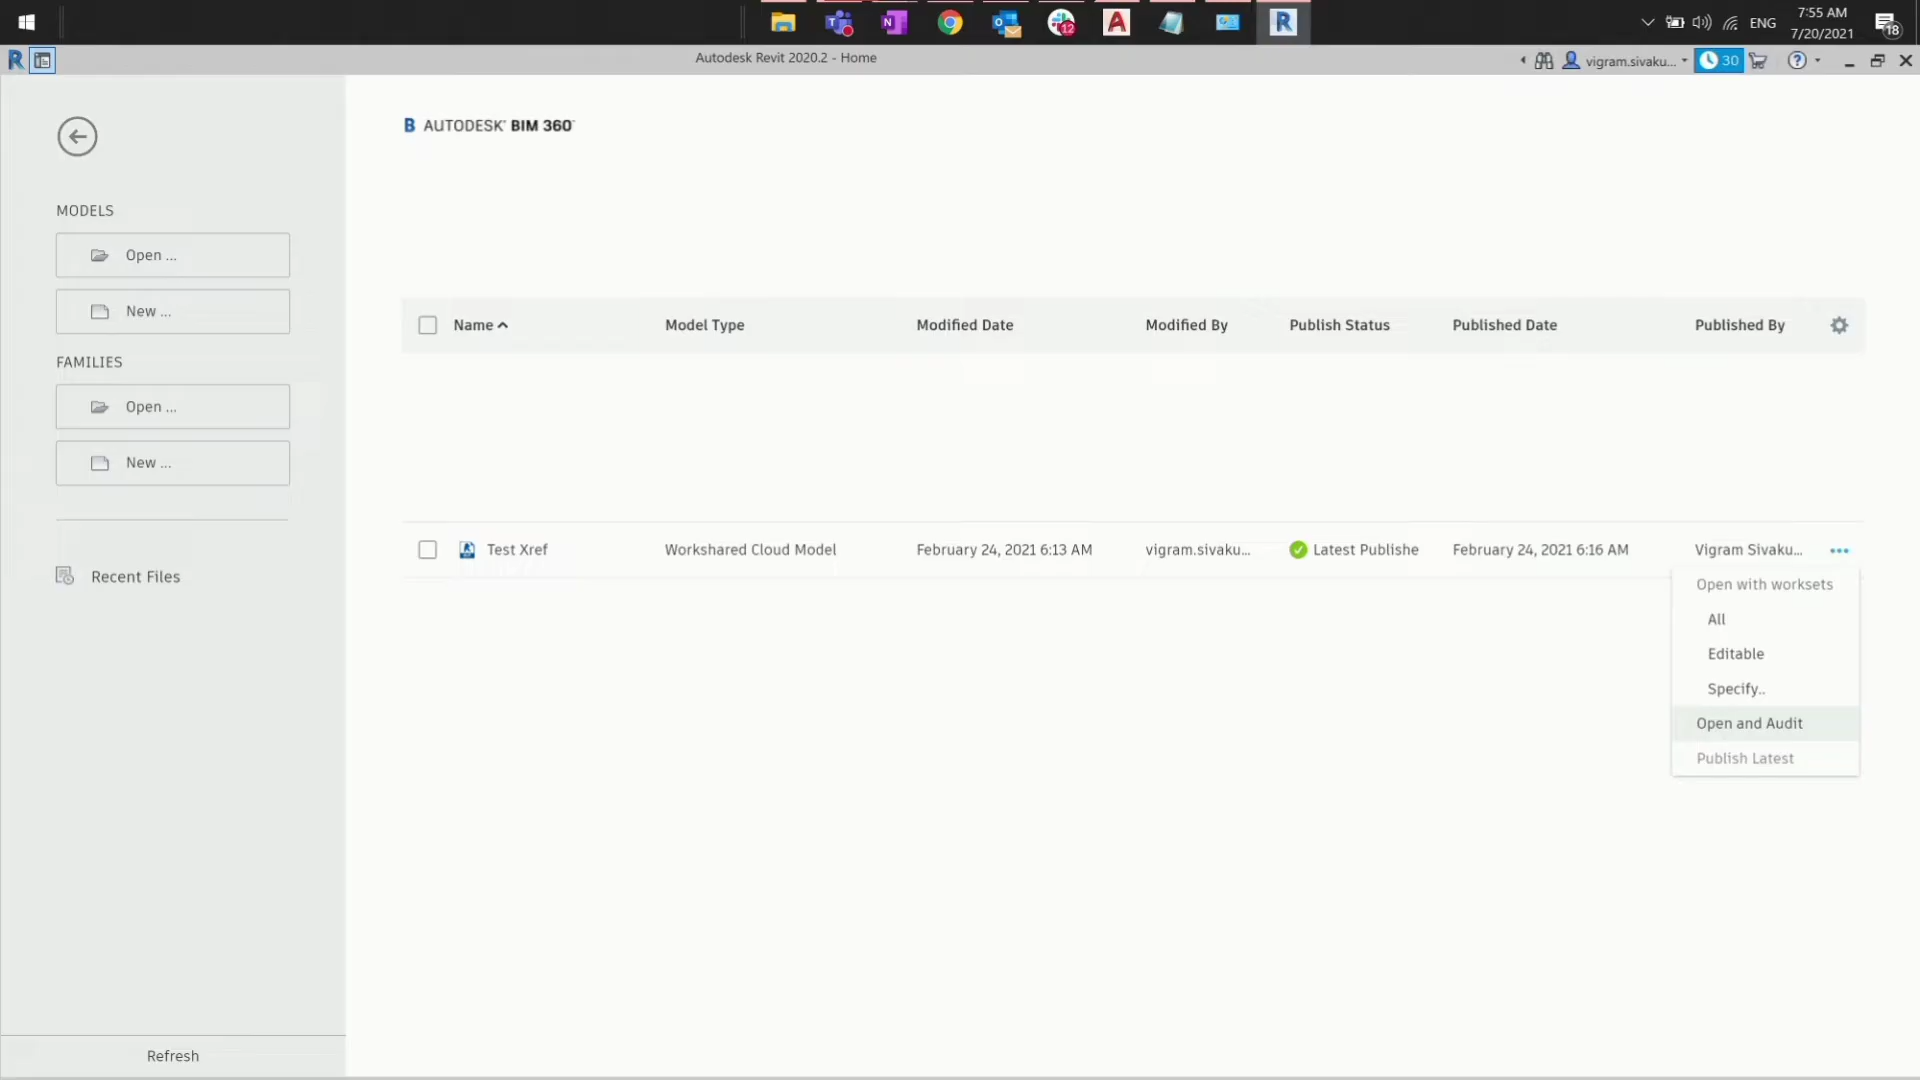 ENG
7:55 AM
7/20/2021
18
12
Autodesk Revit 2020.2 - Home
vigram.sivaku...
30
AUTODESK BIM 360
MODELS
Open ...
New ...
FAMILIES
Open ...
New ...
Recent Files
Refresh
Name Model Type Modified Date Modified By Publish Status Published Date Published By
Test Xref Workshared Cloud Model February 24, 2021 6:13 AM vigram.sivaku... Latest Publishe February 24, 2021 6:16 AM Vigram Sivaku...
Open with worksets
All
Editable
Specify..
Open and Audit
Publish Latest